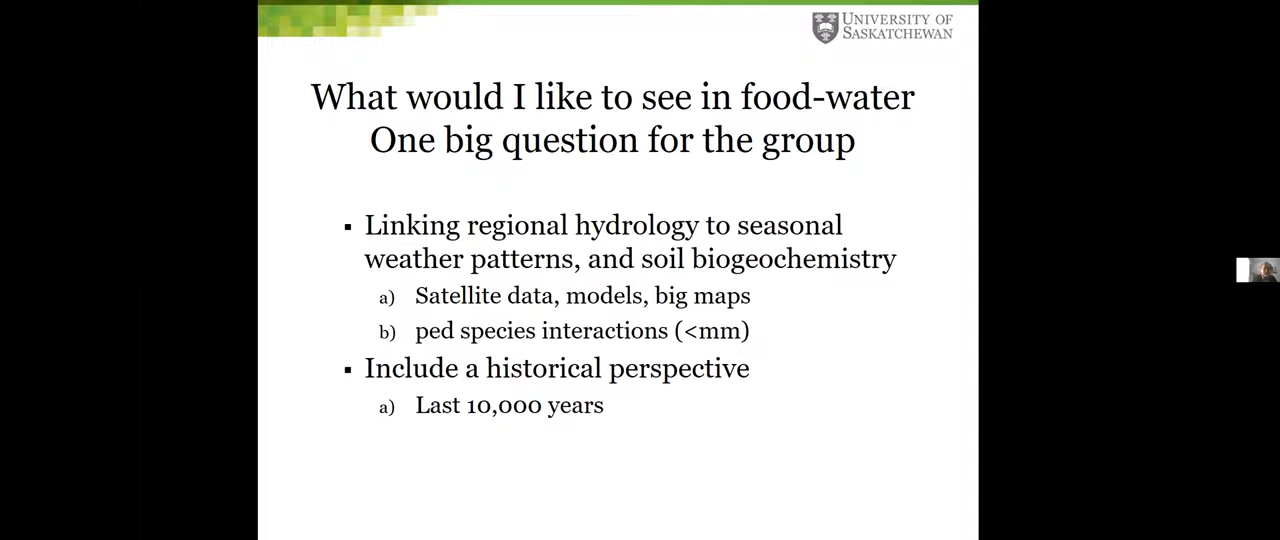 UNIVERSITY OF
SASKATCHEWAN
What would I like to see in food-water
One big question for the group
▪ Linking regional hydrology to seasonal
weather patterns, and soil biogeochemistry
a) Satellite data, models, big maps
b) ped species interactions (<mm)
▪ Include a historical perspective
a) Last 10,000 years